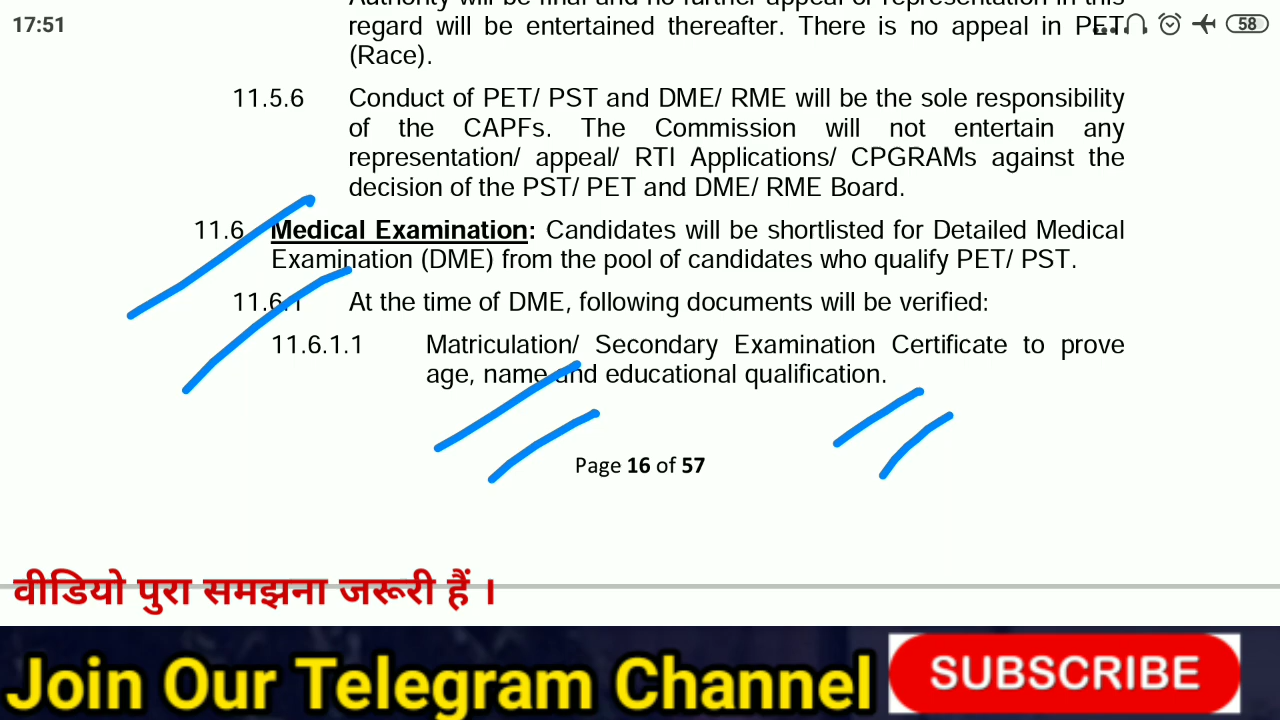 17:51
58
Authority will be final and no further appeal or representation in this
regard will be entertained thereafter. There is no appeal in PET
(Race).
11.5.6 Conduct of PET/ PST and DME/ RME will be the sole responsibility
of the CAPFs. The Commission will not entertain any
representation/ appeal/ RTI Applications/ CPGRAMs against the
decision of the PST/ PET and DME/ RME Board.
11.6 Medical Examination: Candidates will be shortlisted for Detailed Medical
Examination (DME) from the pool of candidates who qualify PET/ PST.
11.6.1 At the time of DME, following documents will be verified:
11.6.1.1 Matriculation/ Secondary Examination Certificate to prove
age, name and educational qualification.
Page 16 of 57
वीडियो पुरा समझना जरूरी हैं ।
Join Our Telegram Channel
SUBSCRIBE